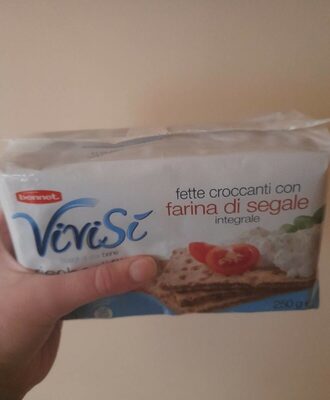 bennet
ViviSì
fette croccanti con
farina di segale
integrale
250 g